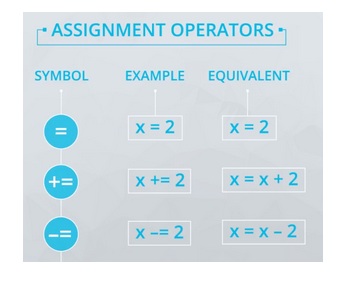 ASSIGNMENT OPERATORS
SYMBOL EXAMPLE EQUIVALENT
= x = 2 x = 2
+= x += 2 x = x + 2
–= x –= 2 x = x – 2